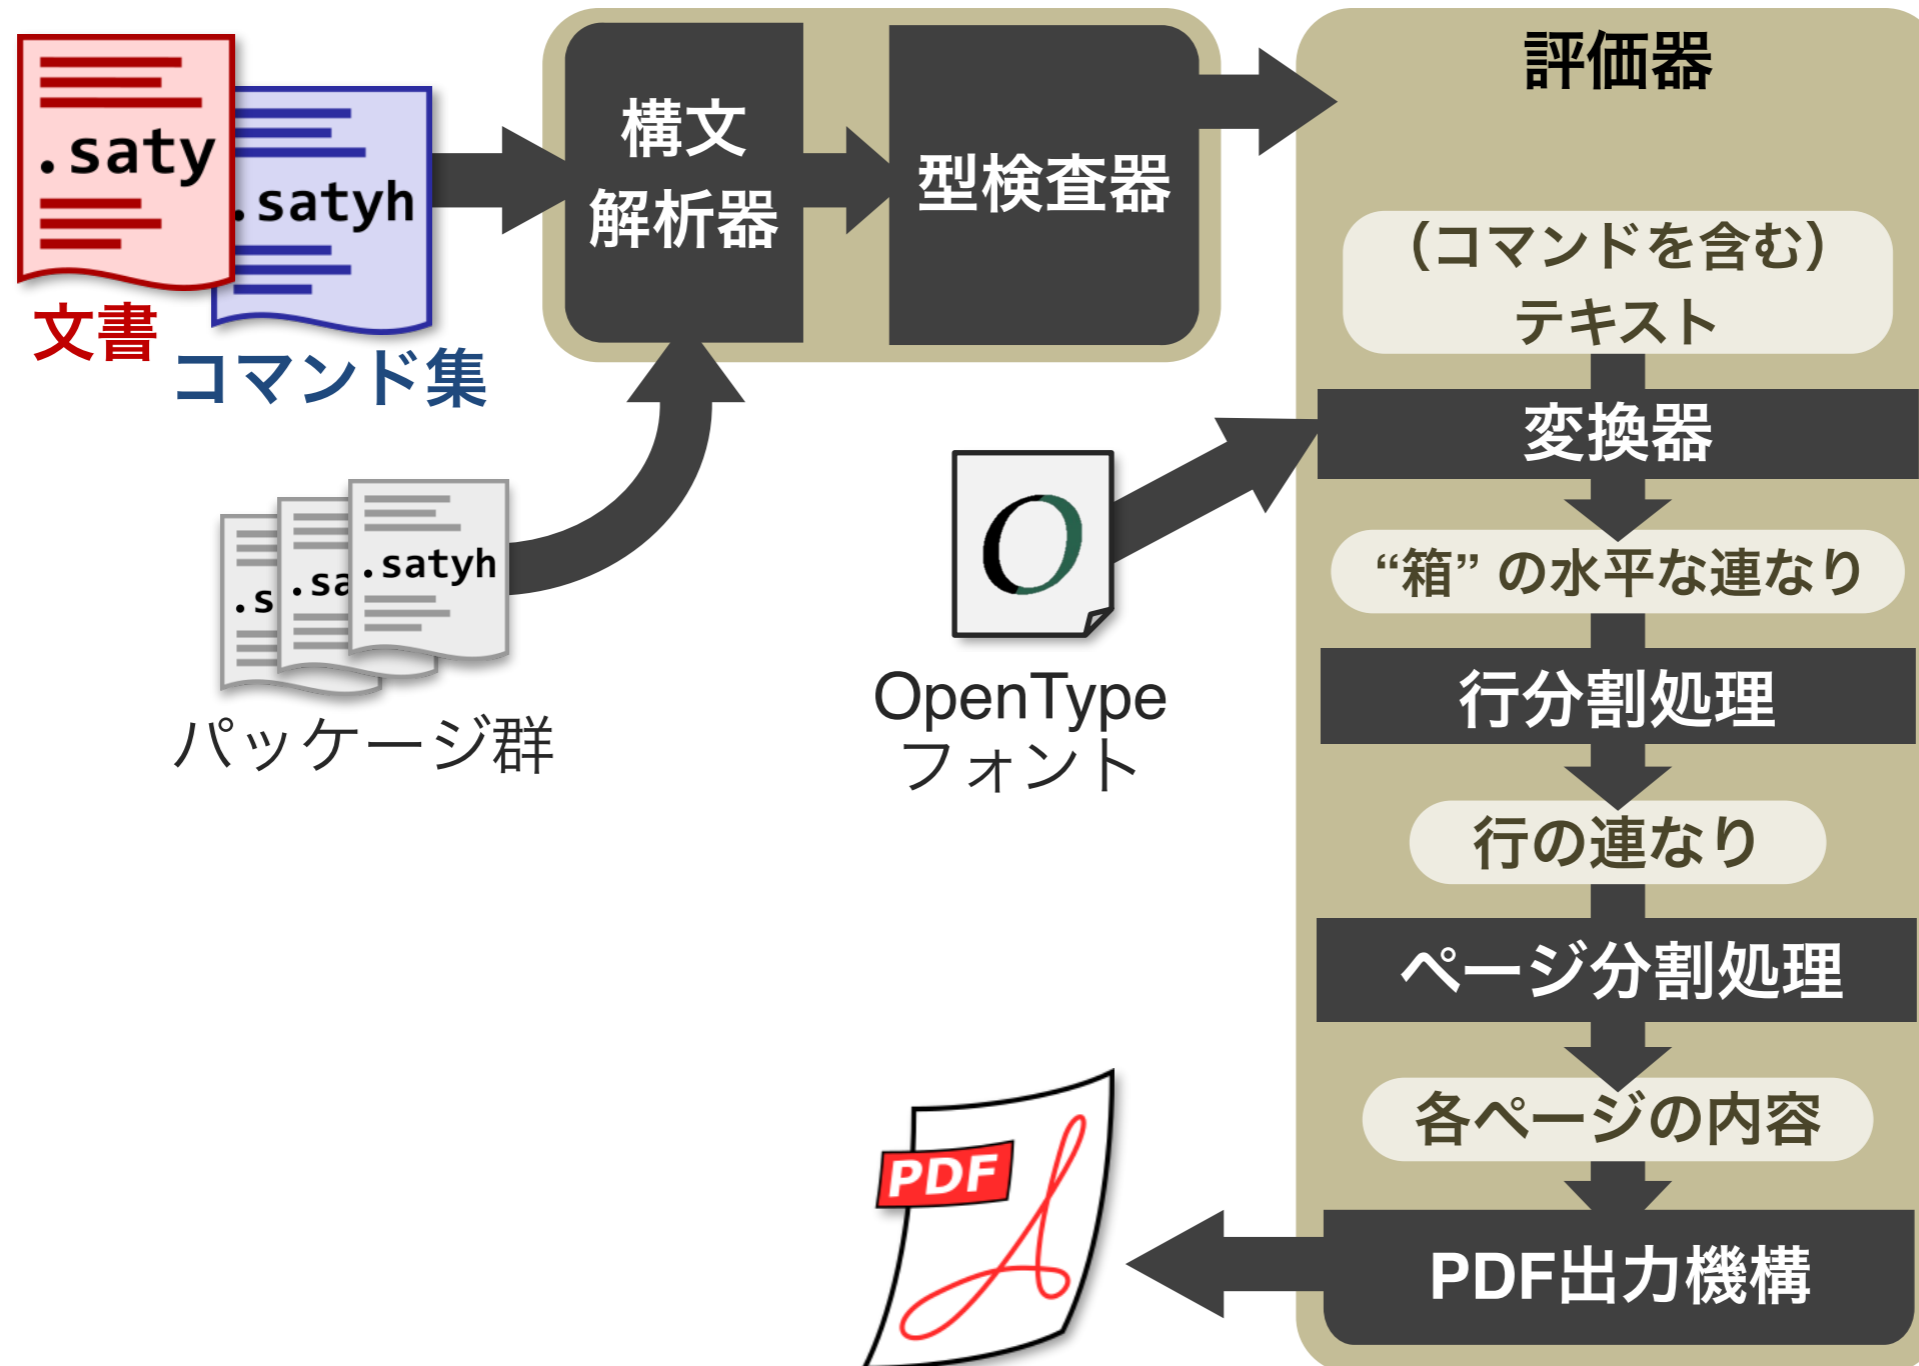 .saty
.satyh
文書
コマンド集
構文
解析器
型検査器
.s
.sa
.satyh
パッケージ群
OpenType
フォント
評価器
（コマンドを含む）
テキスト
変換器
“箱” の水平な連なり
行分割処理
行の連なり
ページ分割処理
各ページの内容
PDF出力機構
PDF